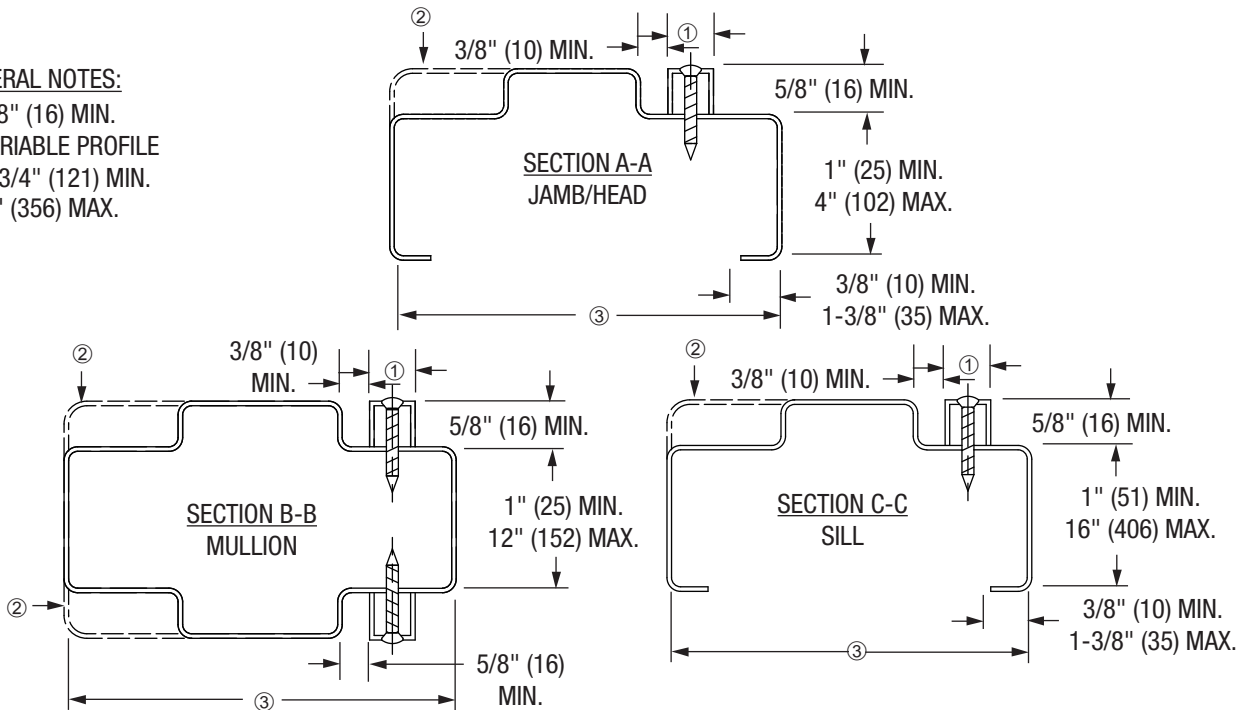 ERAL NOTES:
8" (16) MIN.
RIABLE PROFILE
3/4" (121) MIN.
" (356) MAX.
②
3/8" (10) MIN.
①
5/8" (16) MIN.
SECTION A-A
JAMB/HEAD
1" (25) MIN.
4" (102) MAX.
3/8" (10) MIN.
1-3/8" (35) MAX.
③
②
3/8" (10)
MIN.
①
5/8" (16) MIN.
SECTION B-B
MULLION
1" (25) MIN.
12" (152) MAX.
②
5/8" (16)
MIN.
③
②
3/8" (10) MIN.
①
5/8" (16) MIN.
SECTION C-C
SILL
1" (51) MIN.
16" (406) MAX.
3/8" (10) MIN.
1-3/8" (35) MAX.
③